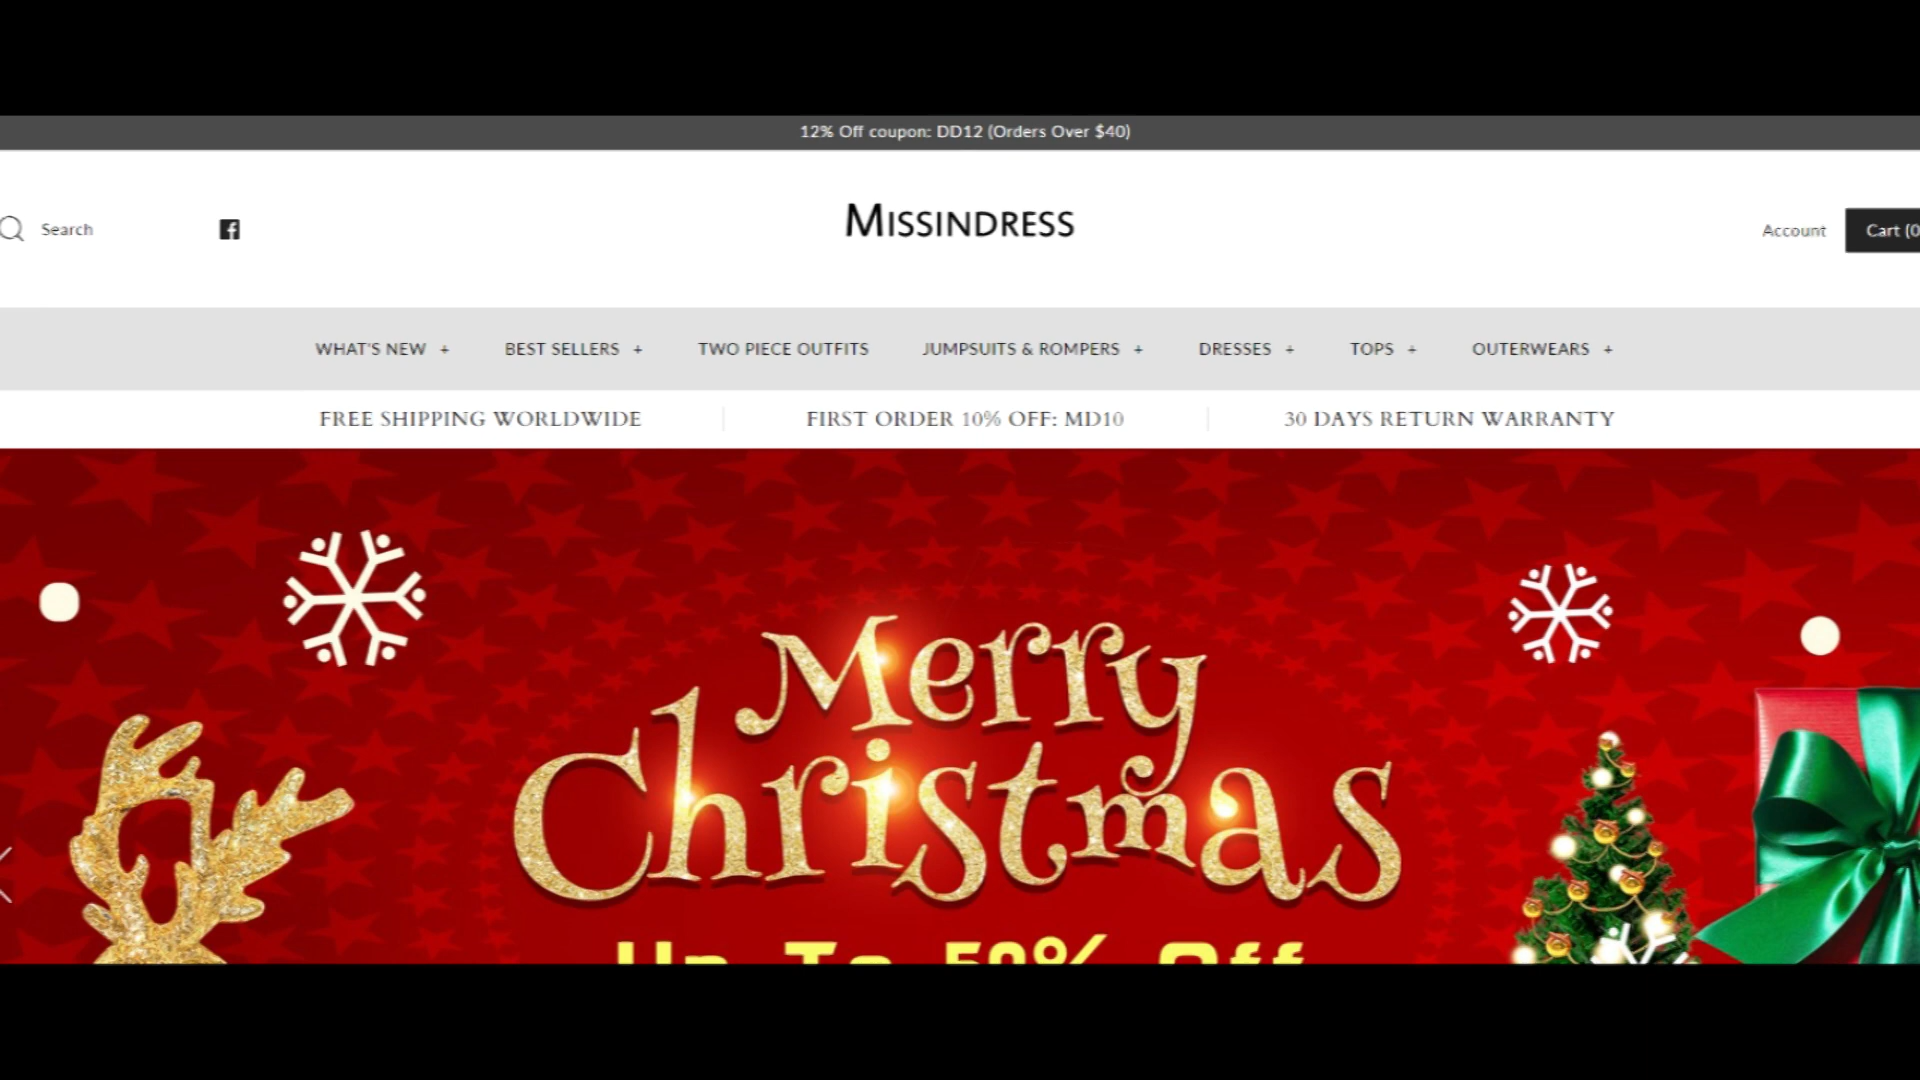 12% Off coupon: DD12 (Orders Over $40)
Search
MISSINDRESS
Account
Cart (0
WHAT'S NEW + BEST SELLERS + TWO PIECE OUTFITS JUMPSUITS & ROMPERS + DRESSES + TOPS + OUTERWEARS +
FREE SHIPPING WORLDWIDE FIRST ORDER 10% OFF: MD10 30 DAYS RETURN WARRANTY
Merry
Christmas
Up To 50% Off